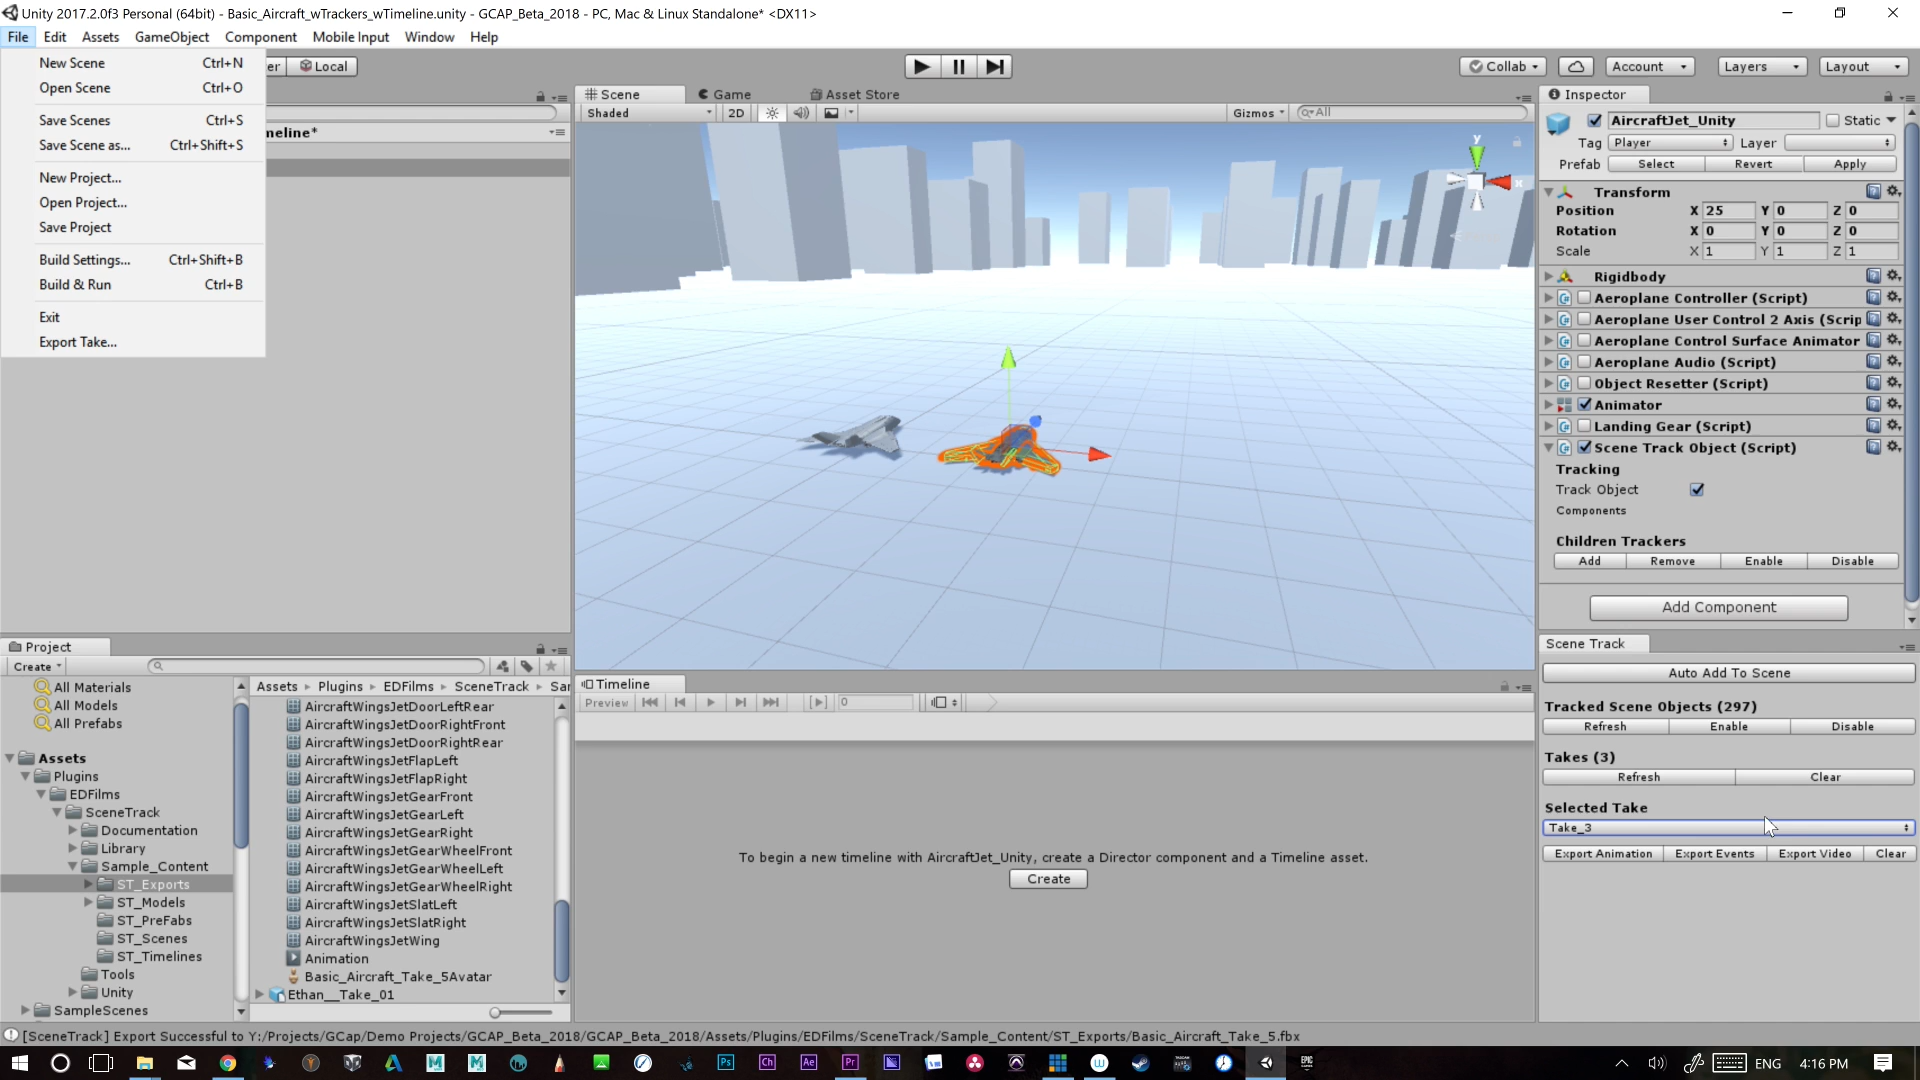 Unity 2017.2.0f3 Personal (64bit) - Basic_Aircraft_wTrackers_wTimeline.unity - GCAP_Beta_2018 - PC, Mac & Linux Standalone* <DX11>
File Edit Assets GameObject Component Mobile Input Window Help
New Scene Ctrl+N
Open Scene Ctrl+O
Save Scenes Ctrl+S
Save Scene as... Ctrl+Shift+S
New Project...
Open Project...
Save Project
Build Settings... Ctrl+Shift+B
Build & Run Ctrl+B
Exit
Export Take...
er Local
Collab Account Layers Layout
meline*
Scene Game Asset Store
Shaded 2D Gizmos All
y
x
Inspector
AircraftJet_Unity Static
Tag Player Layer
Prefab Select Revert Apply
Transform
Position X 25 Y 0 Z 0
Rotation X 0 Y 0 Z 0
Scale X 1 Y 1 Z 1
Rigidbody
Aeroplane Controller (Script)
Aeroplane User Control 2 Axis (Scrip
Aeroplane Control Surface Animator
Aeroplane Audio (Script)
Object Resetter (Script)
Animator
Landing Gear (Script)
Scene Track Object (Script)
Tracking
Track Object
Components
Children Trackers
Add Remove Enable Disable
Add Component
Scene Track
Auto Add To Scene
Tracked Scene Objects (297)
Refresh Enable Disable
Takes (3)
Refresh Clear
Selected Take
Take_3
Export Animation Export Events Export Video Clear
Project
Create
All Materials
All Models
All Prefabs
Assets
Plugins
EDFilms
SceneTrack
Documentation
Library
Sample_Content
ST_Exports
ST_Models
ST_PreFabs
ST_Scenes
ST_Timelines
Tools
Unity
SampleScenes
Assets Plugins EDFilms SceneTrack Sar
AircraftWingsJetDoorLeftRear
AircraftWingsJetDoorRightFront
AircraftWingsJetDoorRightRear
AircraftWingsJetFlapLeft
AircraftWingsJetFlapRight
AircraftWingsJetGearFront
AircraftWingsJetGearLeft
AircraftWingsJetGearRight
AircraftWingsJetGearWheelFront
AircraftWingsJetGearWheelLeft
AircraftWingsJetGearWheelRight
AircraftWingsJetSlatLeft
AircraftWingsJetSlatRight
AircraftWingsJetWing
Animation
Basic_Aircraft_Take_5Avatar
Ethan__Take_01
Timeline
Preview 0
To begin a new timeline with AircraftJet_Unity, create a Director component and a Timeline asset.
Create
[SceneTrack] Export Successful to Y:/Projects/GCap/Demo Projects/GCAP_Beta_2018/GCAP_Beta_2018/Assets/Plugins/EDFilms/SceneTrack/Sample_Content/ST_Exports/Basic_Aircraft_Take_5.fbx
Ps Ch Ae Pr ENG 4:16 PM